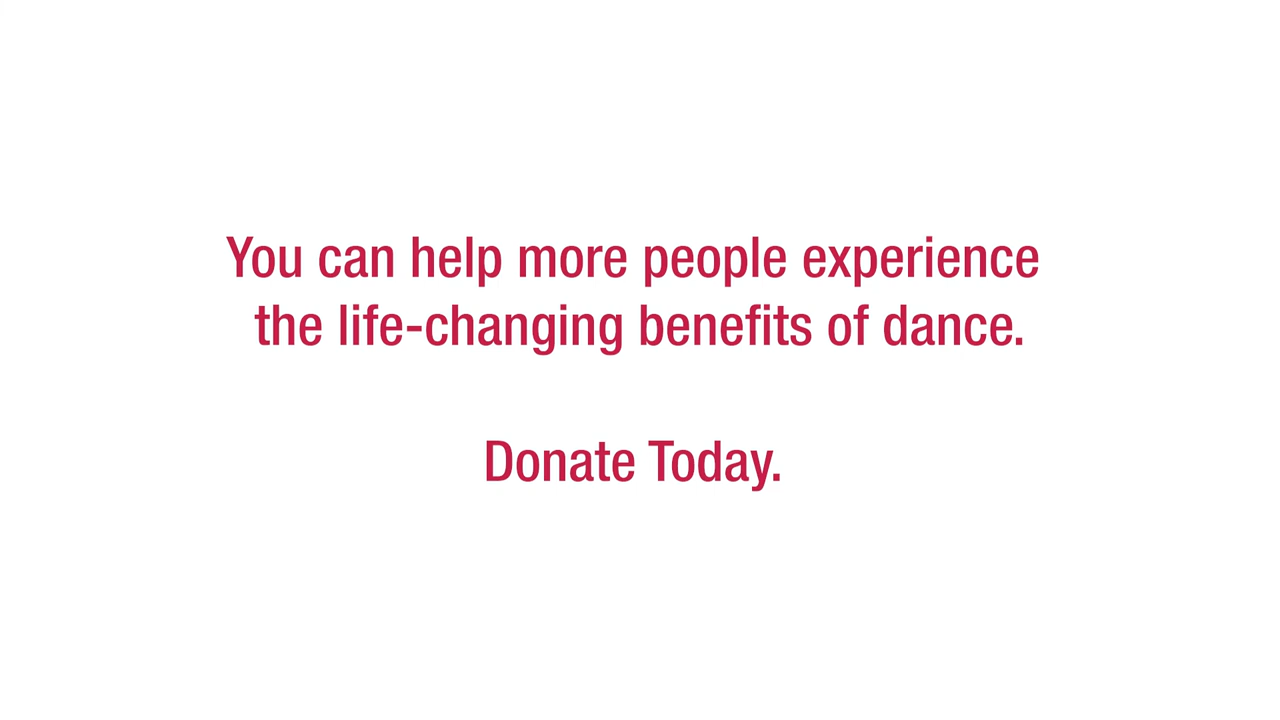 You can help more people experience
the life-changing benefits of dance.
Donate Today.